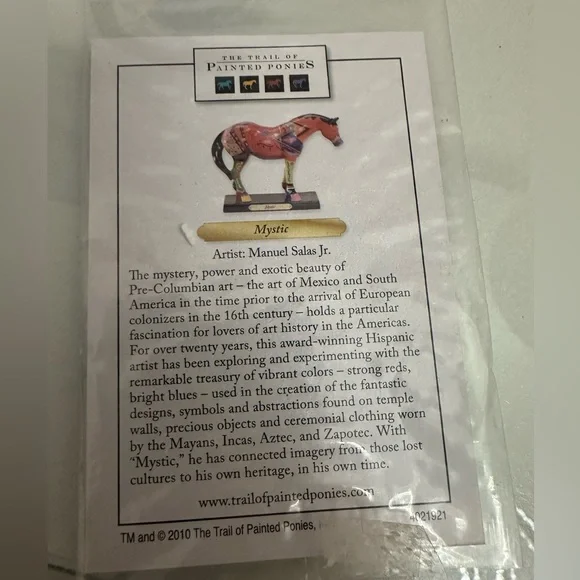 THE TRAIL OF
PAINTED PONIES
Mystic
Mystic
Artist: Manuel Salas Jr.
The mystery, power and exotic beauty of
Pre-Columbian art – the art of Mexico and South
America in the time prior to the arrival of European
colonizers in the 16th century – holds a particular
fascination for lovers of art history in the Americas.
For over twenty years, this award-winning Hispanic
artist has been exploring and experimenting with the
remarkable treasury of vibrant colors – strong reds,
bright blues – used in the creation of the fantastic
designs, symbols and abstractions found on temple
walls, precious objects and ceremonial clothing worn
by the Mayans, Incas, Aztec, and Zapotec. With
“Mystic,” he has connected imagery from those lost
cultures to his own heritage, in his own time.
www.trailofpaintedponies.com
4021921
TM and © 2010 The Trail of Painted Ponies,